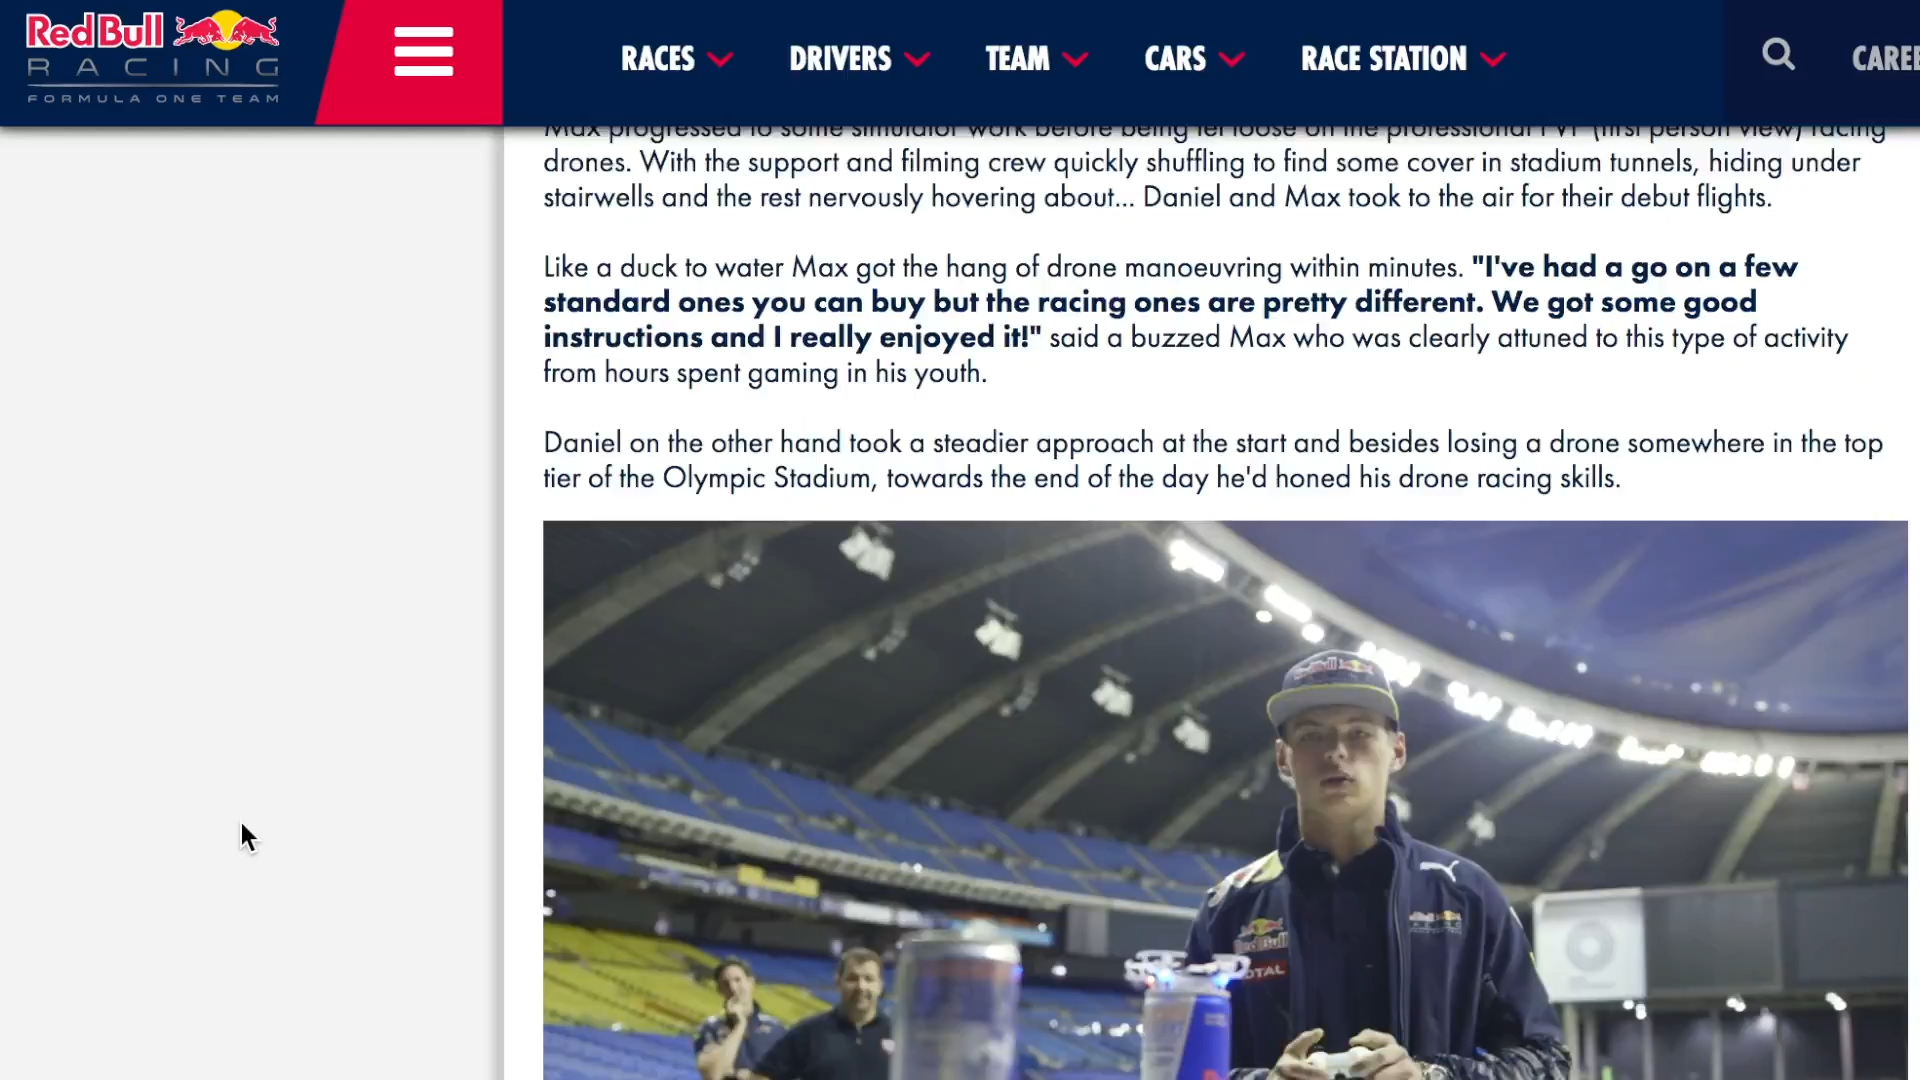 Red Bull
RACING
FORMULA ONE TEAM
RACES
DRIVERS
TEAM
CARS
RACE STATION
Max progressed to some simulator work before being let loose on the professional FVP (first person view) racing
drones. With the support and filming crew quickly shuffling to find some cover in stadium tunnels, hiding under
stairwells and the rest nervously hovering about... Daniel and Max took to the air for their debut flights.
Like a duck to water Max got the hang of drone manoeuvring within minutes. "I've had a go on a few
standard ones you can buy but the racing ones are pretty different. We got some good
instructions and I really enjoyed it!" said a buzzed Max who was clearly attuned to this type of activity
from hours spent gaming in his youth.
Daniel on the other hand took a steadier approach at the start and besides losing a drone somewhere in the top
tier of the Olympic Stadium, towards the end of the day he'd honed his drone racing skills.
Red Bull
Red Bull